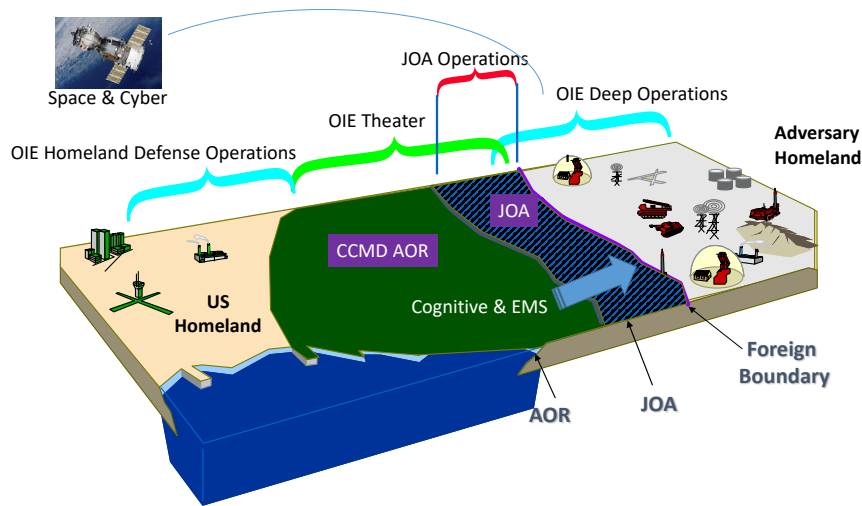 JOA Operations
Space & Cyber
OIE Deep Operations
OIE Theater
Adversary
Homeland
OIE Homeland Defense Operations
JOA
CCMD AOR
US
Homeland
Cognitive & EMS
Foreign
Boundary
JOA
AOR